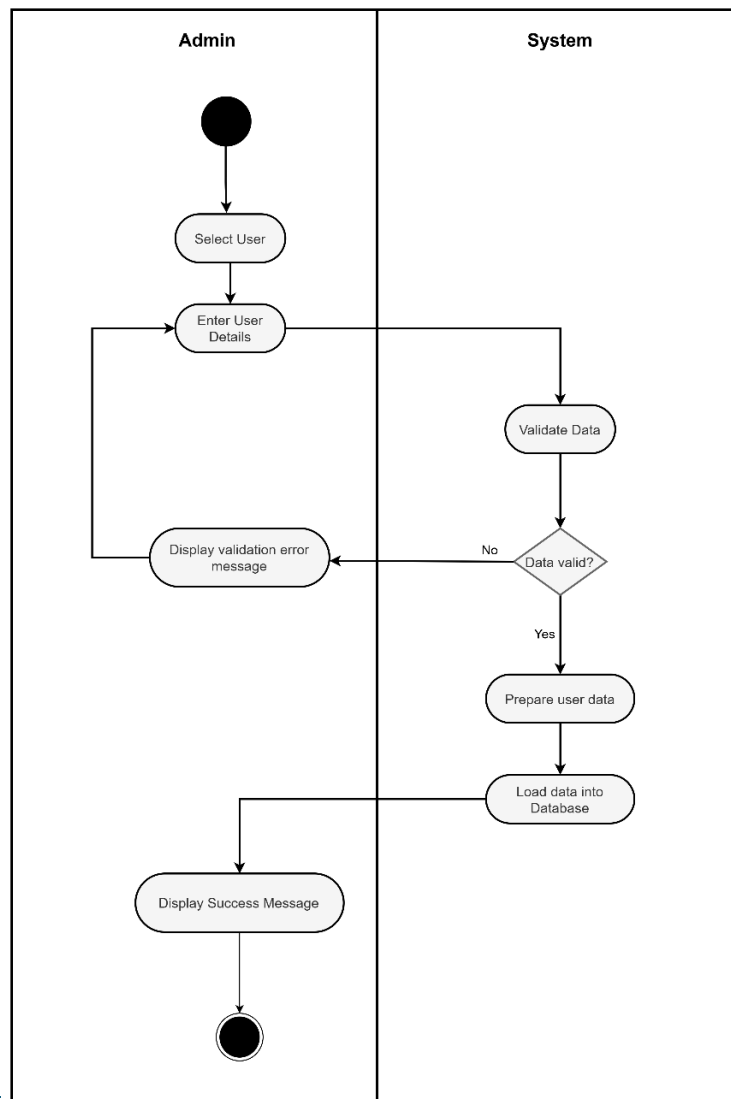 Admin
System
Select User
Enter User
Details
Validate Data
Display validation error
message
No
Data valid?
Yes
Prepare user data
Load data into
Database
Display Success Message